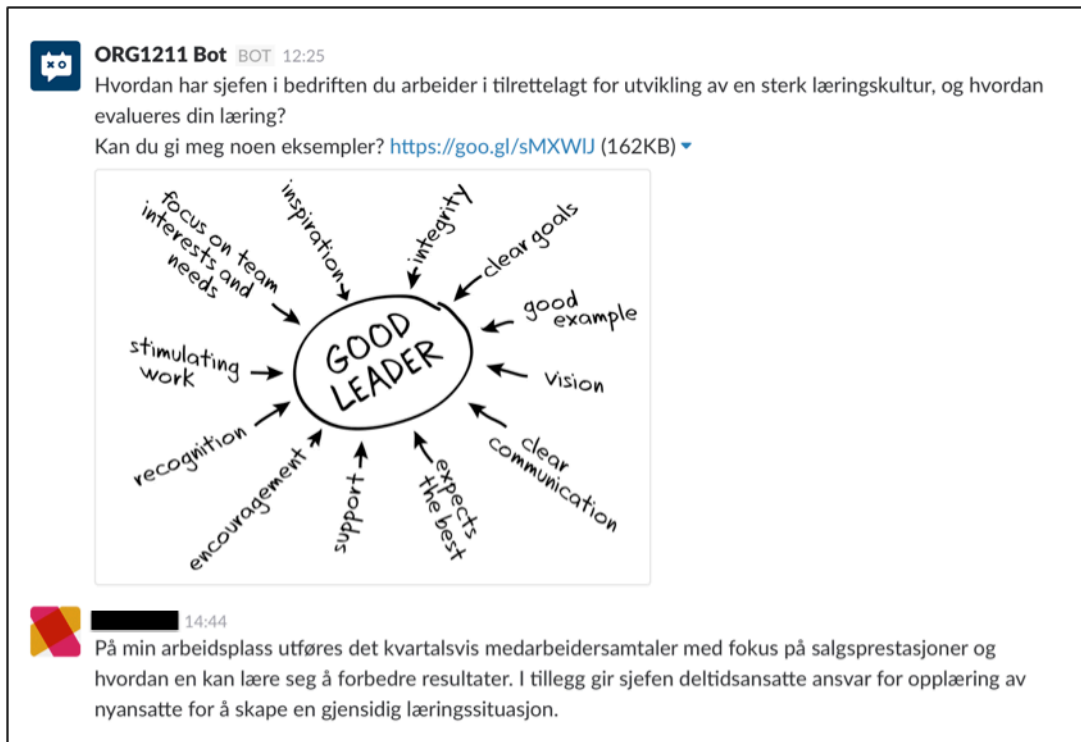 ORG1211 Bot BOT 12:25
Hvordan har sjefen i bedriften du arbeider i tilrettelagt for utvikling av en sterk læringskultur, og hvordan
evalueres din læring?
Kan du gi meg noen eksempler? https://goo.gl/sMXWlJ (162KB)
focus on team
interests and
needs
inspiration
integrity
clear goals
good
example
vision
clear
communication
expects
the best
support
encouragement
recognition
stimulating
work
GOOD
LEADER
14:44
På min arbeidsplass utføres det kvartalsvis medarbeidersamtaler med fokus på salgsprestasjoner og
hvordan en kan lære seg å forbedre resultater. I tillegg gir sjefen deltidsansatte ansvar for opplæring av
nyansatte for å skape en gjensidig læringssituasjon.